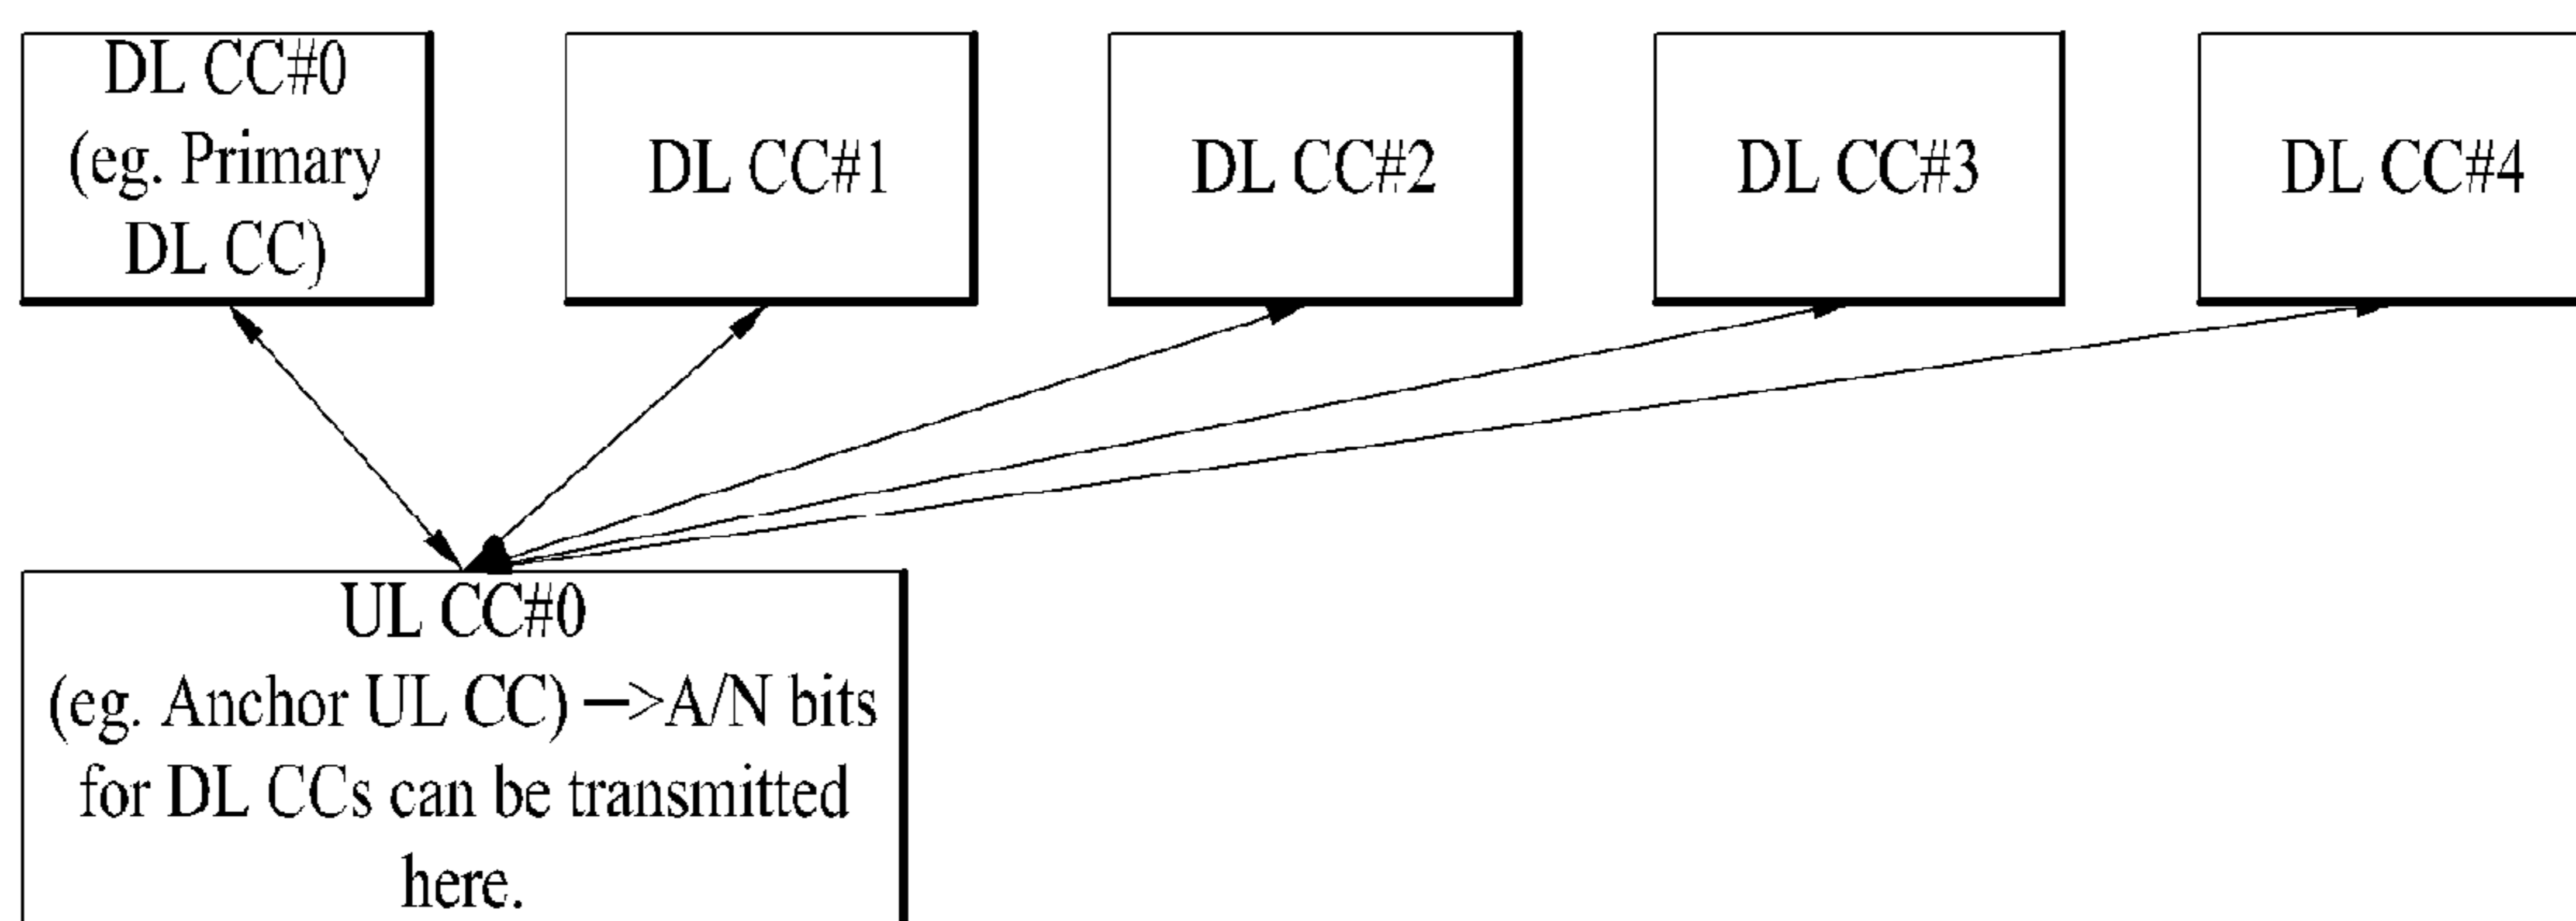 DL CC#0
(eg. Primary
DL CC)
DL CC#1
DL CC#2
DL CC#3
DL CC#4
UL CC#0
(eg. Anchor UL CC) —>A/N bits
for DL CCs can be transmitted
here.